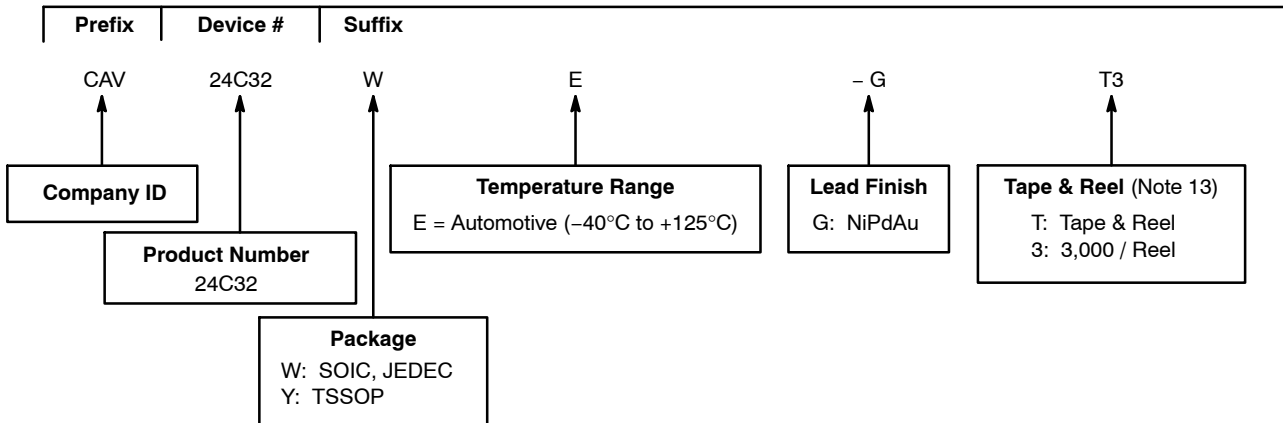 Prefix Device # Suffix
CAV 24C32 W E – G T3
Company ID
Product Number
24C32
Package
W: SOIC, JEDEC
Y: TSSOP
Temperature Range
E = Automotive (−40°C to +125°C)
Lead Finish
G: NiPdAu
Tape & Reel (Note 13)
T: Tape & Reel
3: 3,000 / Reel